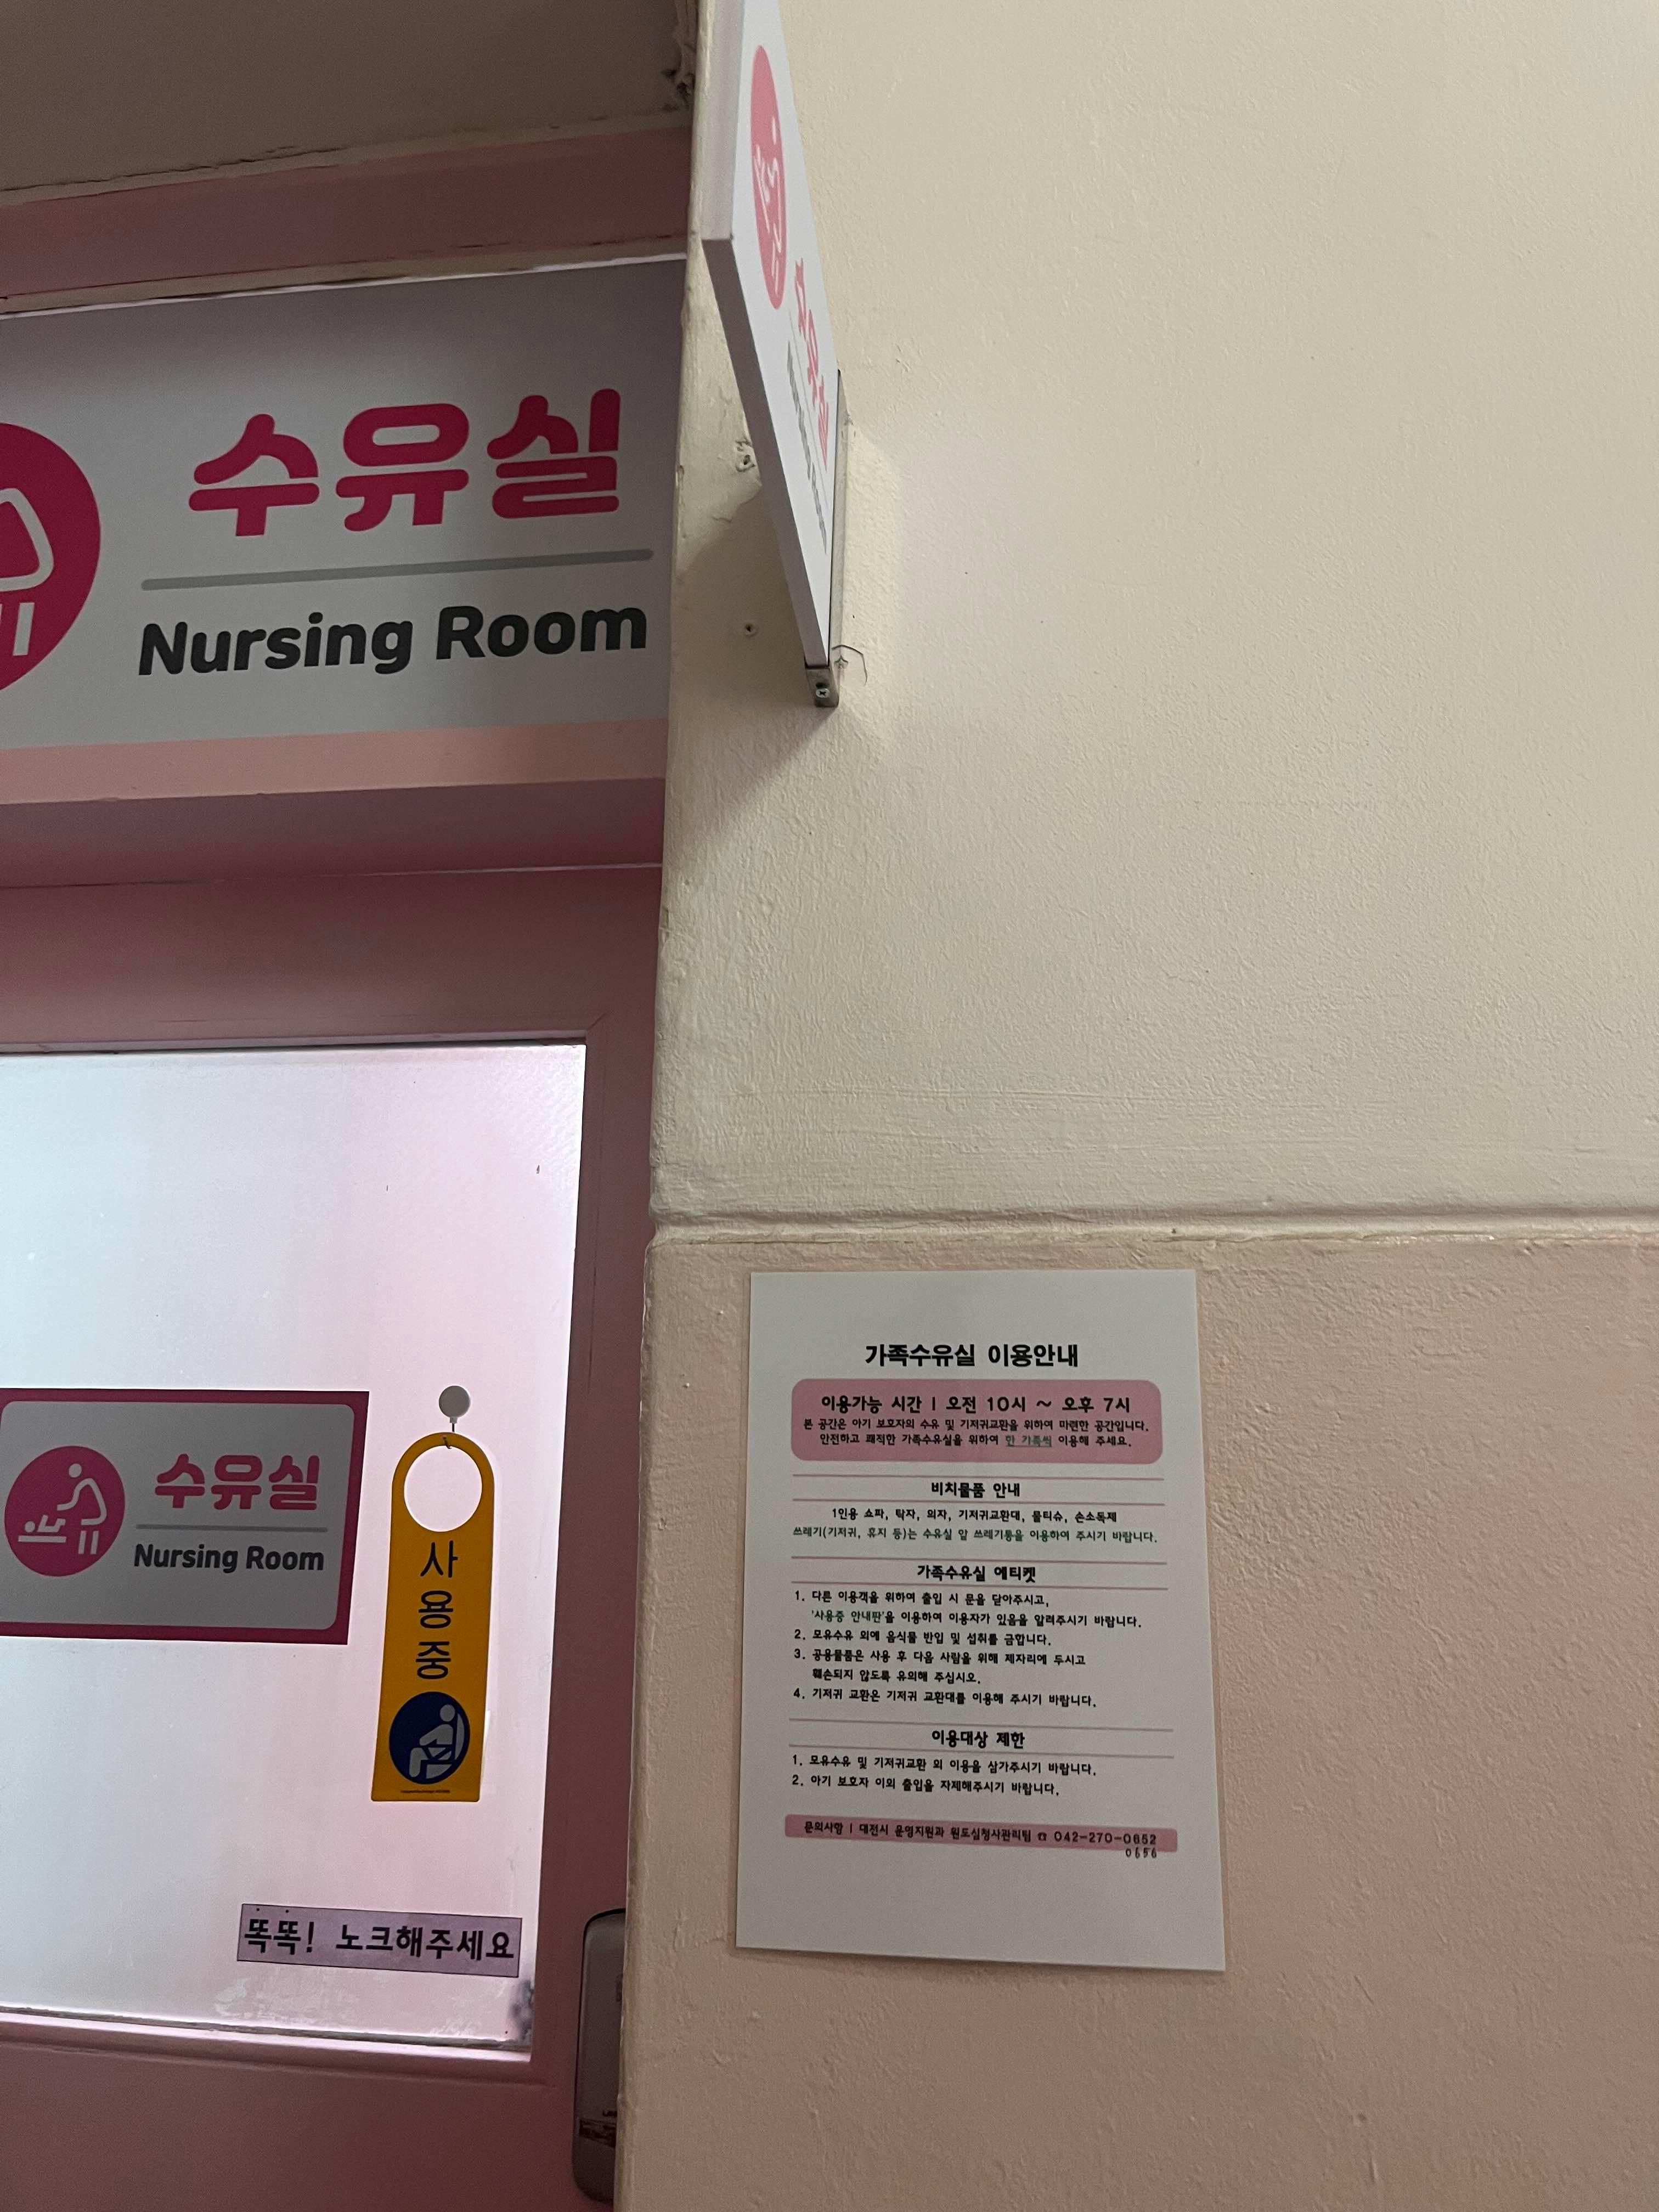 수유실
Nursing Room
수유실
Nursing Room
사
용
중
똑똑! 노크해주세요
가족수유실 이용안내
이용가능 시간 | 오전 10시 ~ 오후 7시
본 공간은 아기 보호자의 수유 및 기저귀교환을 위하여 마련한 공간입니다.
안전하고 쾌적한 가족수유실을 위하여 한 가족씩 이용해 주세요.
비치물품 안내
1인용 쇼파, 탁자, 의자, 기저귀교환대, 물티슈, 손소독제
쓰레기(기저귀, 휴지 등)는 수유실 앞 쓰레기통을 이용하여 주시기 바랍니다.
가족수유실 에티켓
1. 다른 이용객을 위하여 출입 시 문을 닫아주시고,
'사용중 안내판'을 이용하여 이용자가 있음을 알려주시기 바랍니다.
2. 모유수유 외에 음식물 반입 및 섭취를 금합니다.
3. 공용물품은 사용 후 다음 사람을 위해 제자리에 두시고
훼손되지 않도록 유의해 주십시오.
4. 기저귀 교환은 기저귀 교환대를 이용해 주시기 바랍니다.
이용대상 제한
1. 모유수유 및 기저귀교환 외 이용을 삼가주시기 바랍니다.
2. 아기 보호자 이외 출입을 자제해주시기 바랍니다.
문의사항 | 대전시 운영지원과 원도심청사관리팀 ☎ 042-270-0652
0656